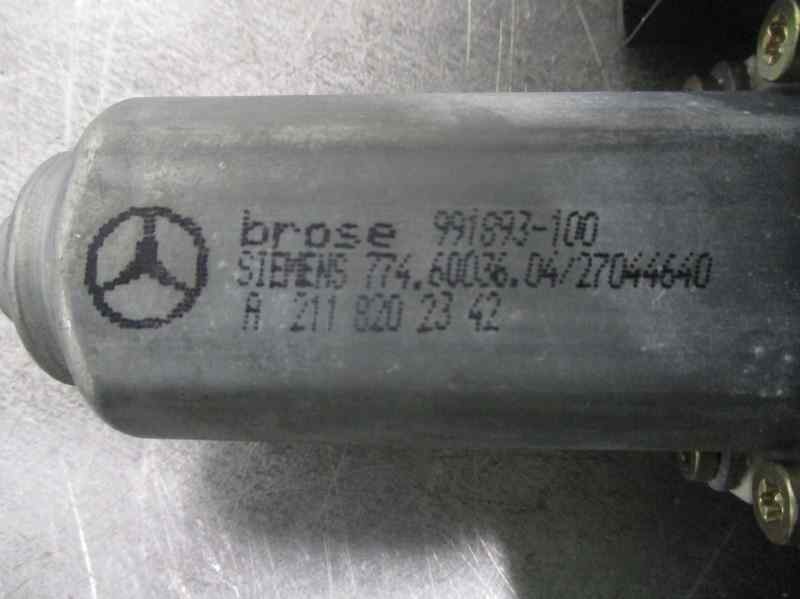 brose 991893-100
SIEMENS 774.60036.04/27044640
A 211 820 23 42